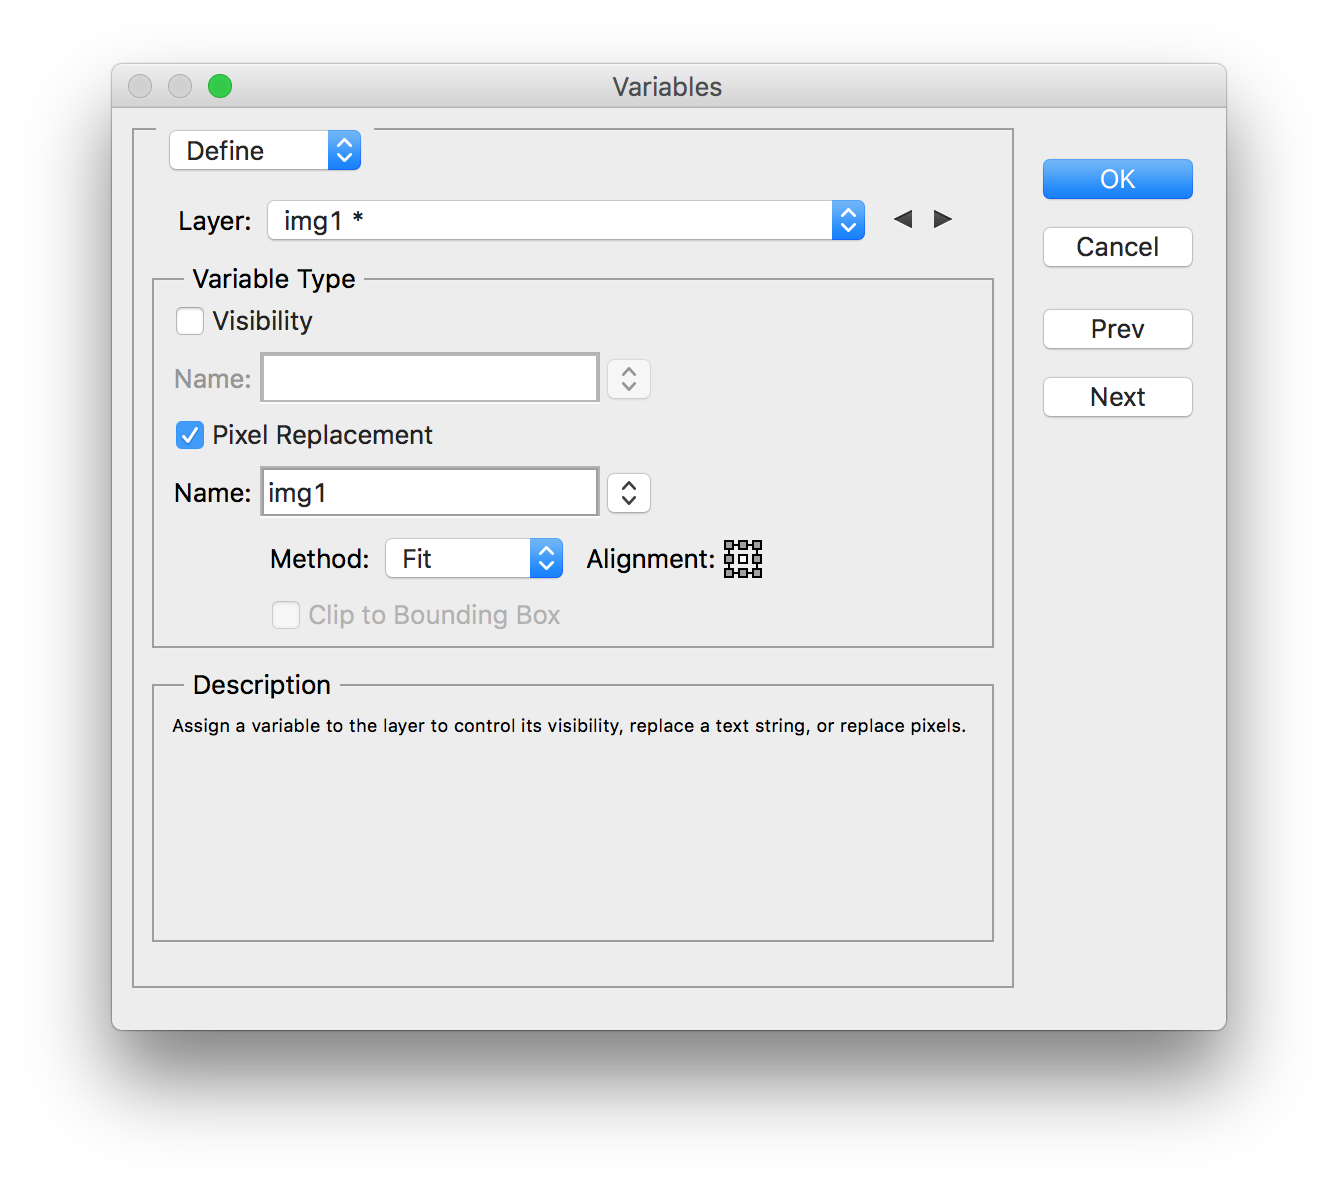 Variables
Define
OK
Layer: img1 *
Cancel
Variable Type
Visibility
Prev
Name:
Next
Pixel Replacement
Name: img1
Method: Fit Alignment:
Clip to Bounding Box
Description
Assign a variable to the layer to control its visibility, replace a text string, or replace pixels.